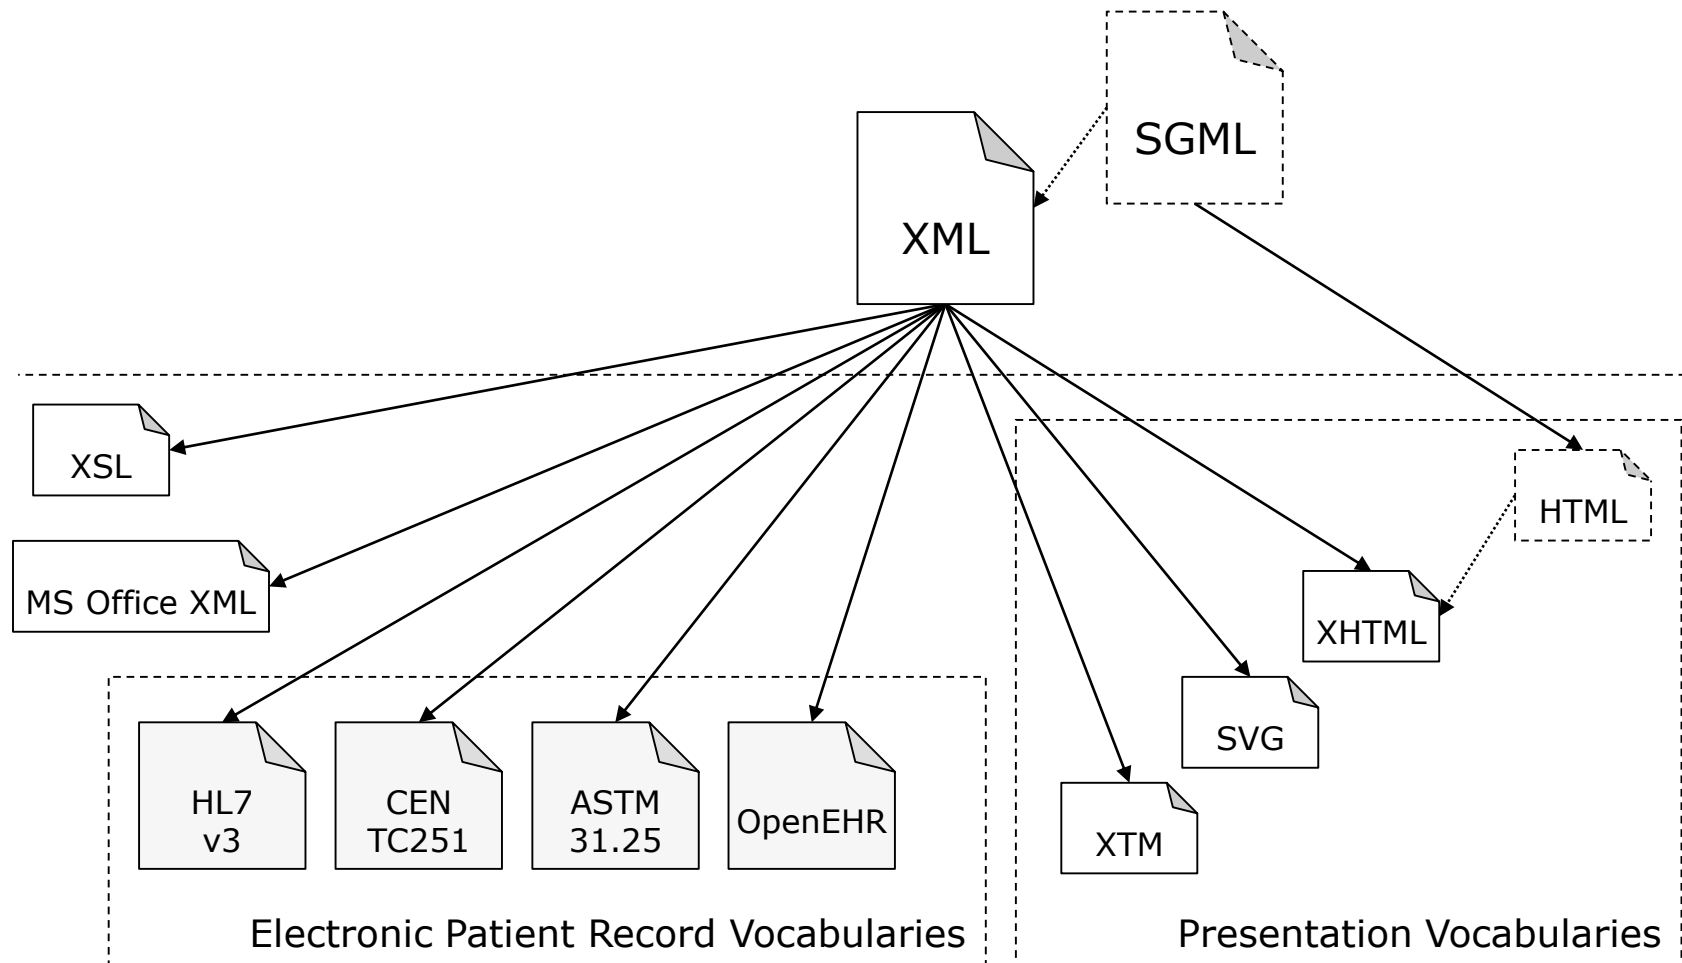 SGML
XML
XSL
HTML
MS Office XML
XHTML
SVG
HL7
v3
CEN
TC251
ASTM
31.25
OpenEHR
XTM
Electronic Patient Record Vocabularies
Presentation Vocabularies